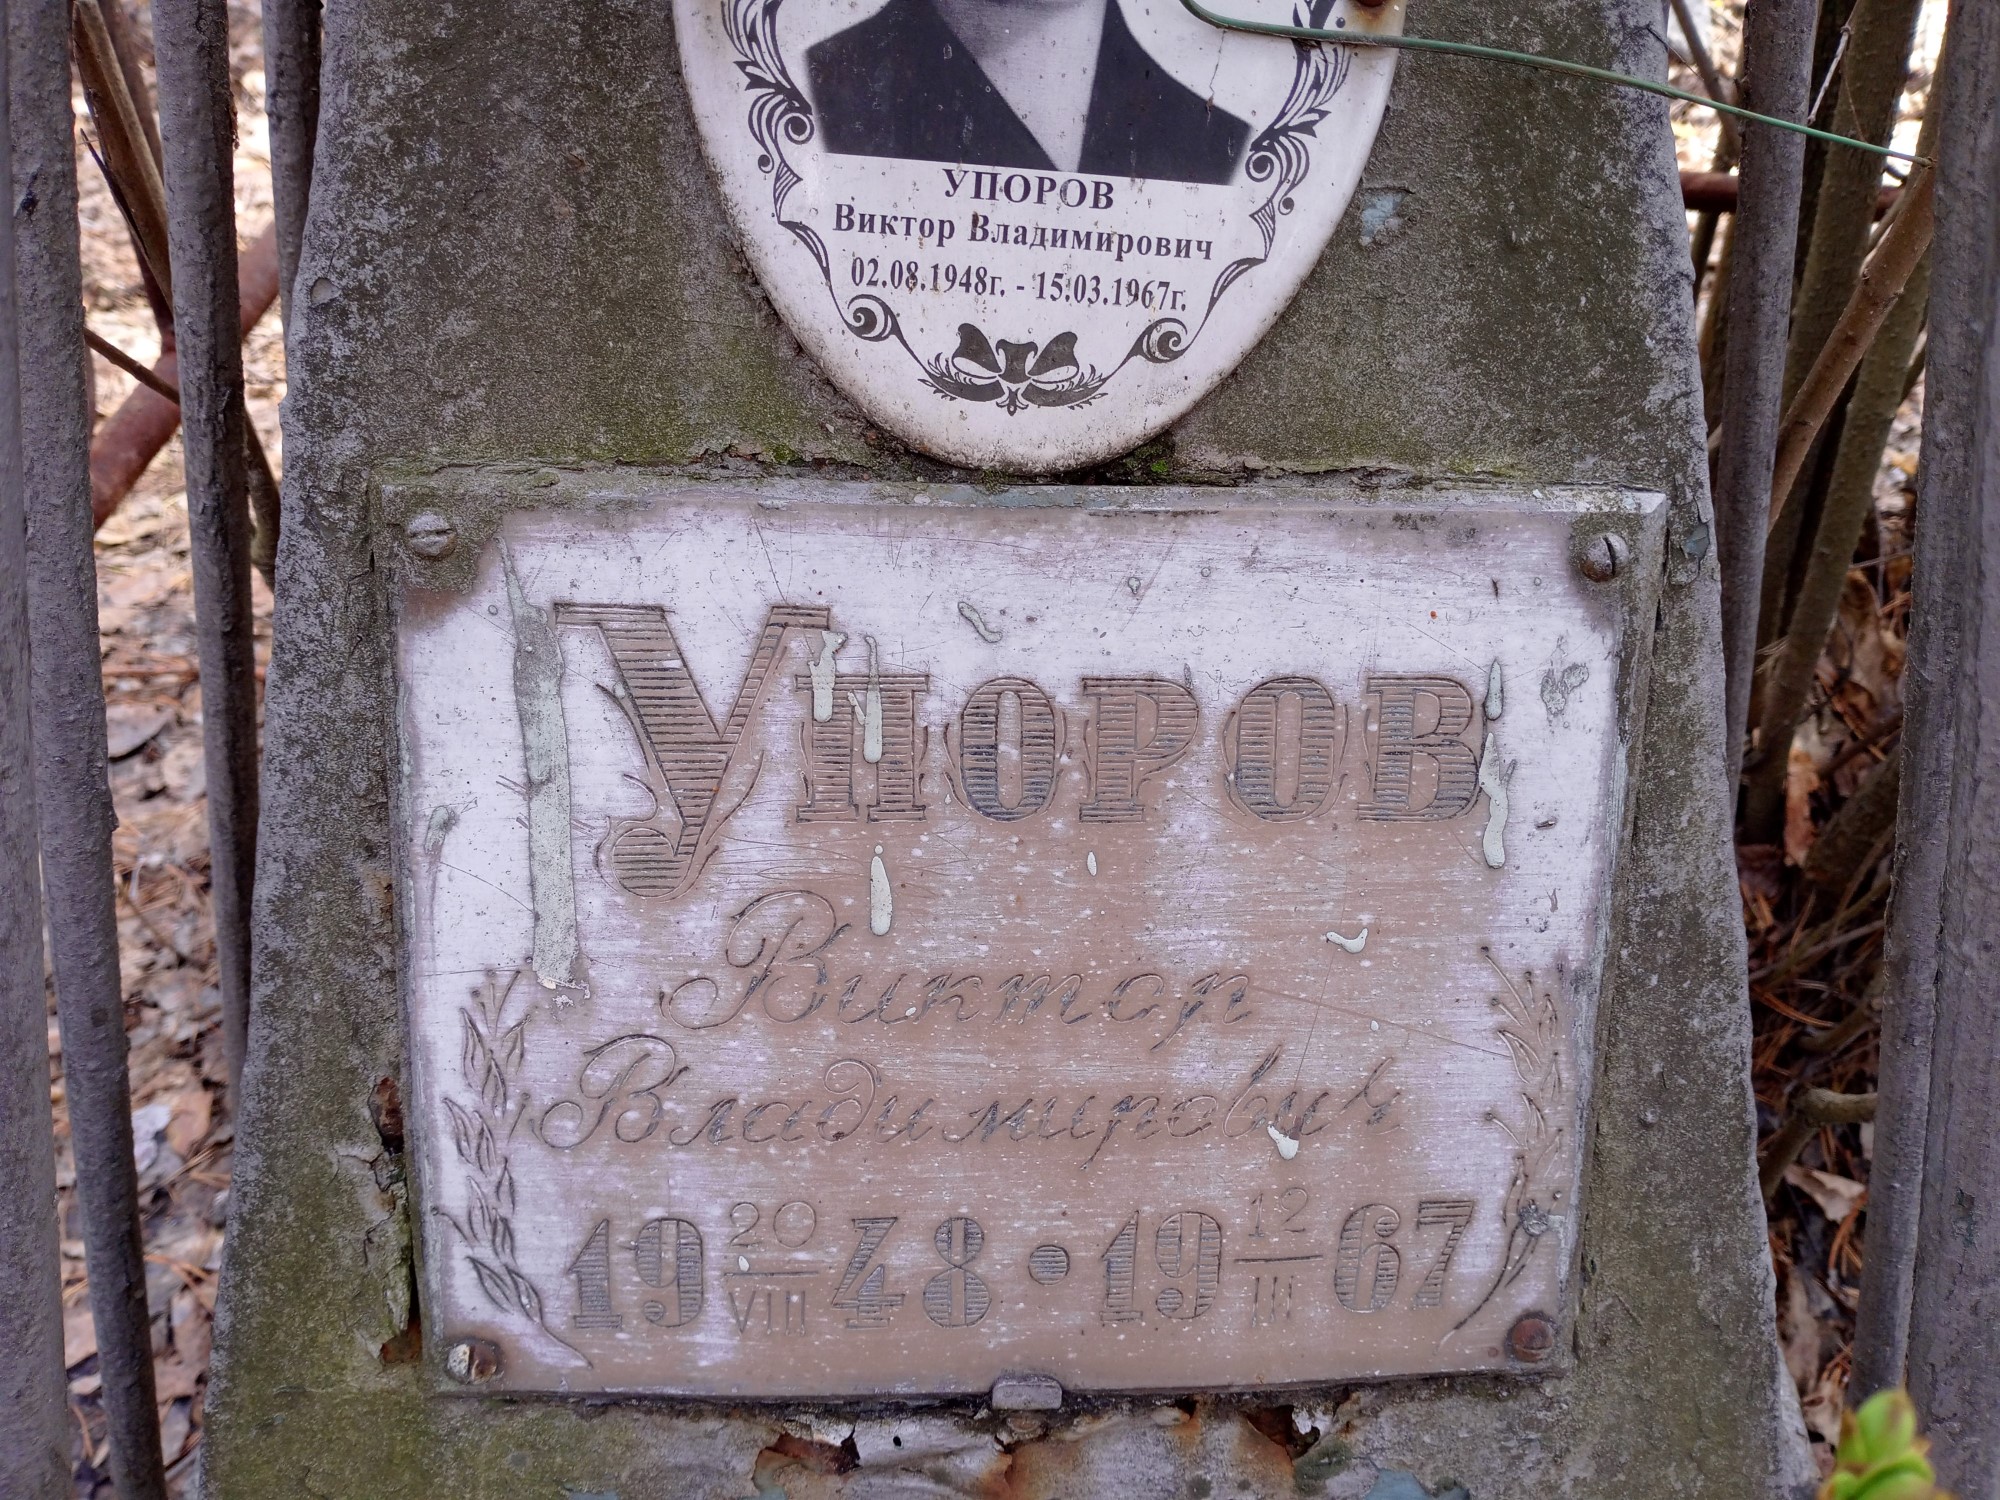 УПОРОВ
Виктор Владимирович
02.08.1948г. - 15.03.1967г.
Упоров
Виктор
Владимирович
19 20/VIII 48 • 19 12/III 67